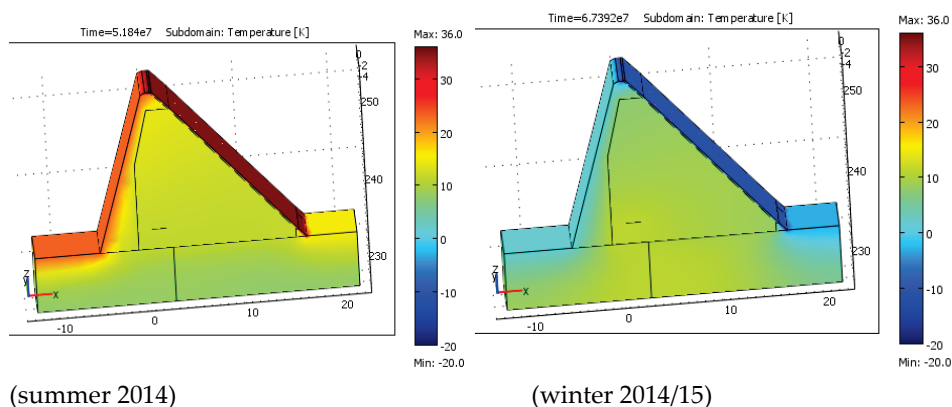 Time=5.184e7 Subdomain: Temperature [K]
Max: 36.0
0
-2
-4
250
240
230
30
20
10
0
-10
-20
Min: -20.0
z
y
x
-10
0
10
20
(summer 2014)
Time=6.7392e7 Subdomain: Temperature [K]
Max: 36.0
0
-2
-4
250
240
230
30
20
10
0
-10
-20
Min: -20.0
z
y
x
-10
0
10
20
(winter 2014/15)